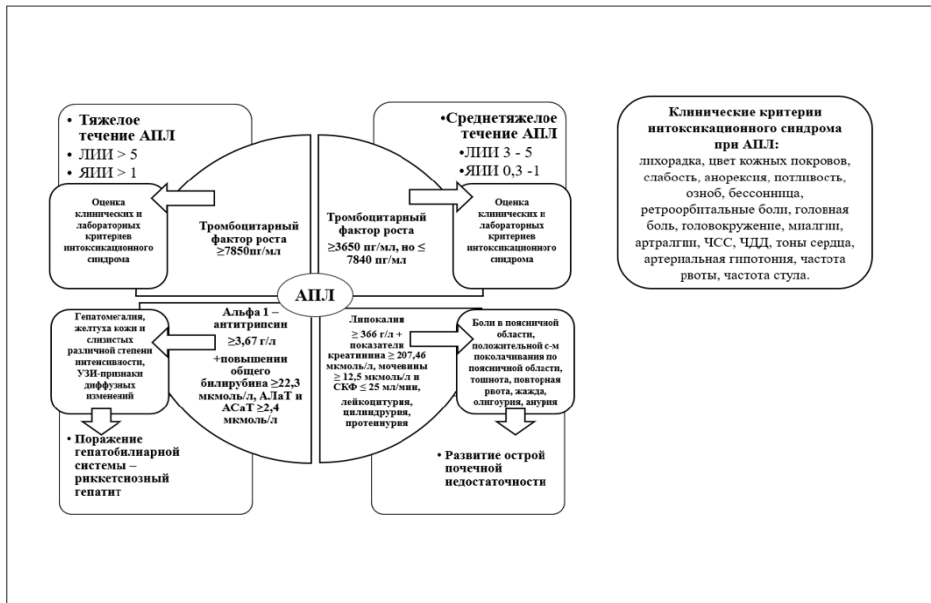 • Тяжелое
течение АПЛ
• ЛИИ > 5
• ЯИИ > 1
Оценка
клинических и
лабораторных
критериев
интоксикационного
синдрома
Тромбоцитарный
фактор роста
≥7850пг/мл
•Среднетяжелое
течение АПЛ
•ЛИИ 3 - 5
•ЯИИ 0,3 -1
Тромбоцитарный
фактор роста
≥3650 пг/мл, но ≤
7840 пг/мл
Оценка
клинических и
лабораторных
критериев
интоксикационного
синдрома
АПЛ
Гепатомегалия,
желтуха кожи и
слизистых
различной степени
интенсивности,
УЗИ-признаки
диффузных
изменений
Альфа 1 –
антитрипсин
≥3,67 г/л
+повышении
общего
билирубина ≥22,3
мкмоль/л, АЛаТ и
АСаТ ≥2,4
мкмоль/л
• Поражение
гепатобилиарной
системы –
риккетсиозный
гепатит
Липокалин
≥ 366 г/л +
показатели
креатинина ≥ 207,46
мкмоль/л, мочевины
≥ 12,5 мкмоль/л и
СКФ ≤ 25 мл/мин,
лейкоцитурия,
цилиндрурия,
протеинурия
Боли в поясничной
области,
положительной с-м
поколачивания по
поясничной области,
тошнота, повторная
рвота, жажда,
олигоурия, анурия
• Развитие острой
почечной
недостаточности
Клинические критерии
интоксикационного синдрома
при АПЛ:
лихорадка, цвет кожных покровов,
слабость, анорексия, потливость,
озноб, бессонница,
ретроорбитальные боли, головная
боль, головокружение, миалгии,
артралгии, ЧСС, ЧДД, тоны сердца,
артериальная гипотония, частота
рвоты, частота стула.